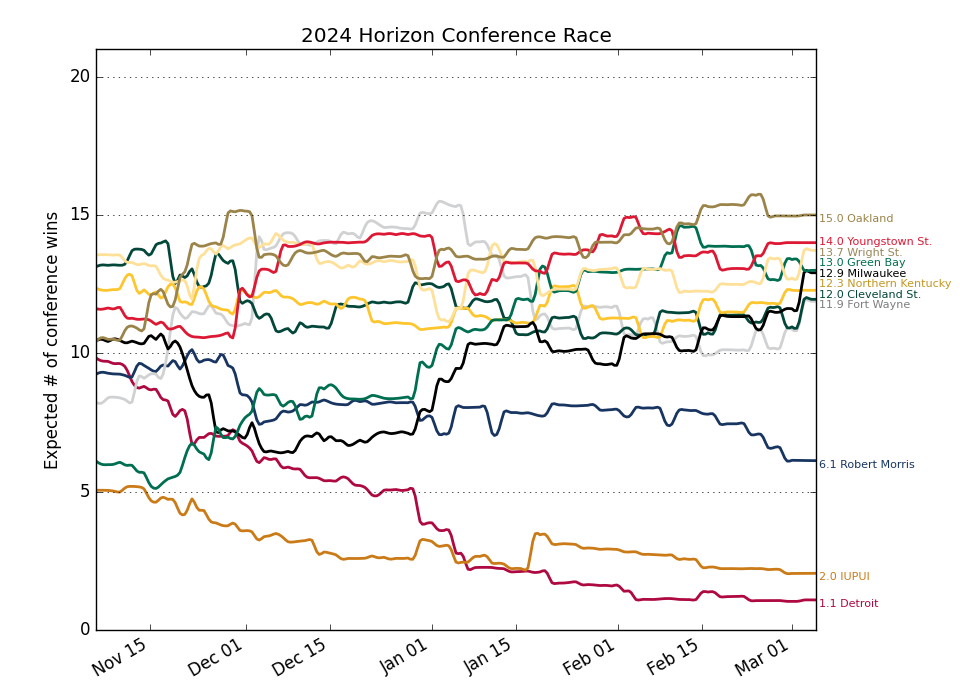 2024 Horizon Conference Race
Expected # of conference wins
20
15
10
5
0
15.0 Oakland
14.0 Youngstown St.
13.7 Wright St.
13.0 Green Bay
12.9 Milwaukee
12.3 Northern Kentucky
12.0 Cleveland St.
11.9 Fort Wayne
6.1 Robert Morris
2.0 IUPUI
1.1 Detroit
Nov 15
Dec 01
Dec 15
Jan 01
Jan 15
Feb 01
Feb 15
Mar 01